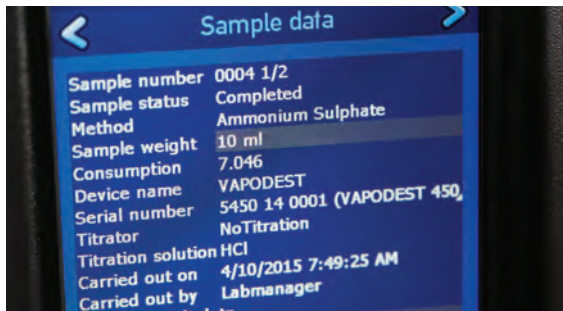 Sample data
Sample number 0004 1/2
Sample status Completed
Method Ammonium Sulphate
Sample weight 10 ml
Consumption 7.046
Device name VAPODEST
Serial number 5450 14 0001 (VAPODEST 450,
Titrator NoTitration
Titration solution HCl
Carried out on 4/10/2015 7:49:25 AM
Carried out by Labmanager